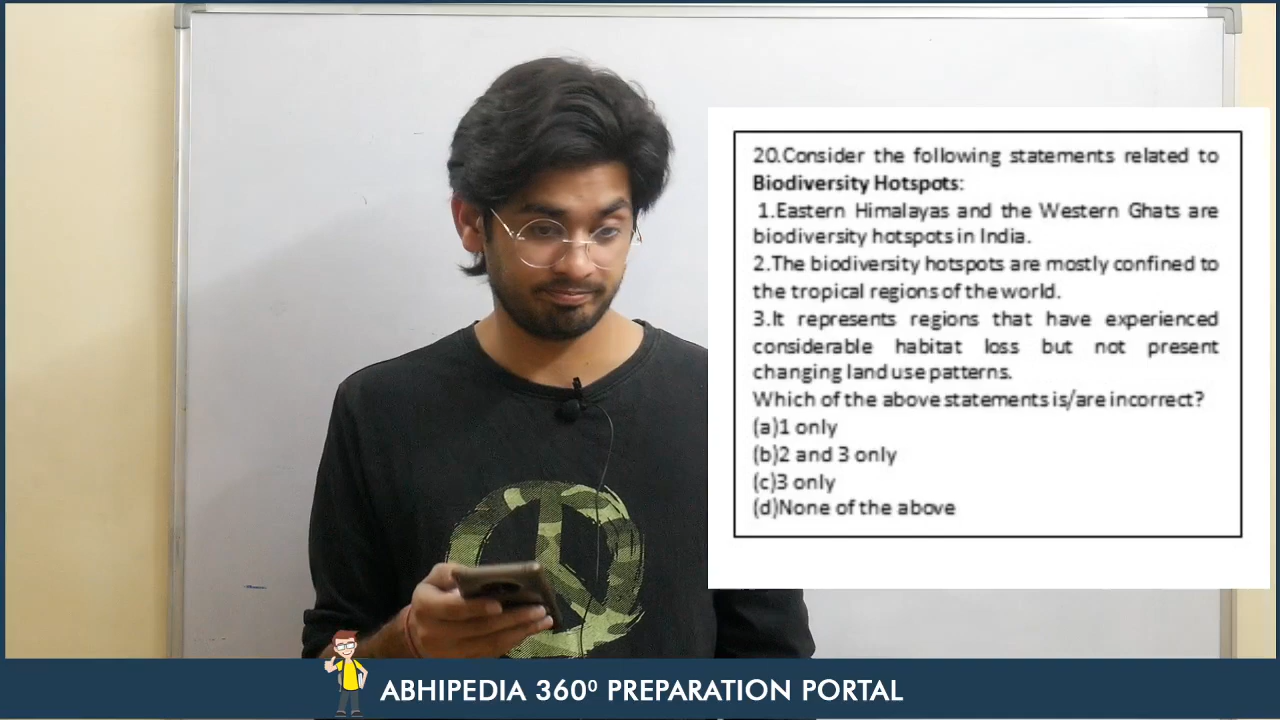 20.Consider the following statements related to
Biodiversity Hotspots:
1.Eastern Himalayas and the Western Ghats are
biodiversity hotspots in India.
2.The biodiversity hotspots are mostly confined to
the tropical regions of the world.
3.It represents regions that have experienced
considerable habitat loss but not present
changing land use patterns.
Which of the above statements is/are incorrect?
(a)1 only
(b)2 and 3 only
(c)3 only
(d)None of the above
ABHIPEDIA 360⁰ PREPARATION PORTAL